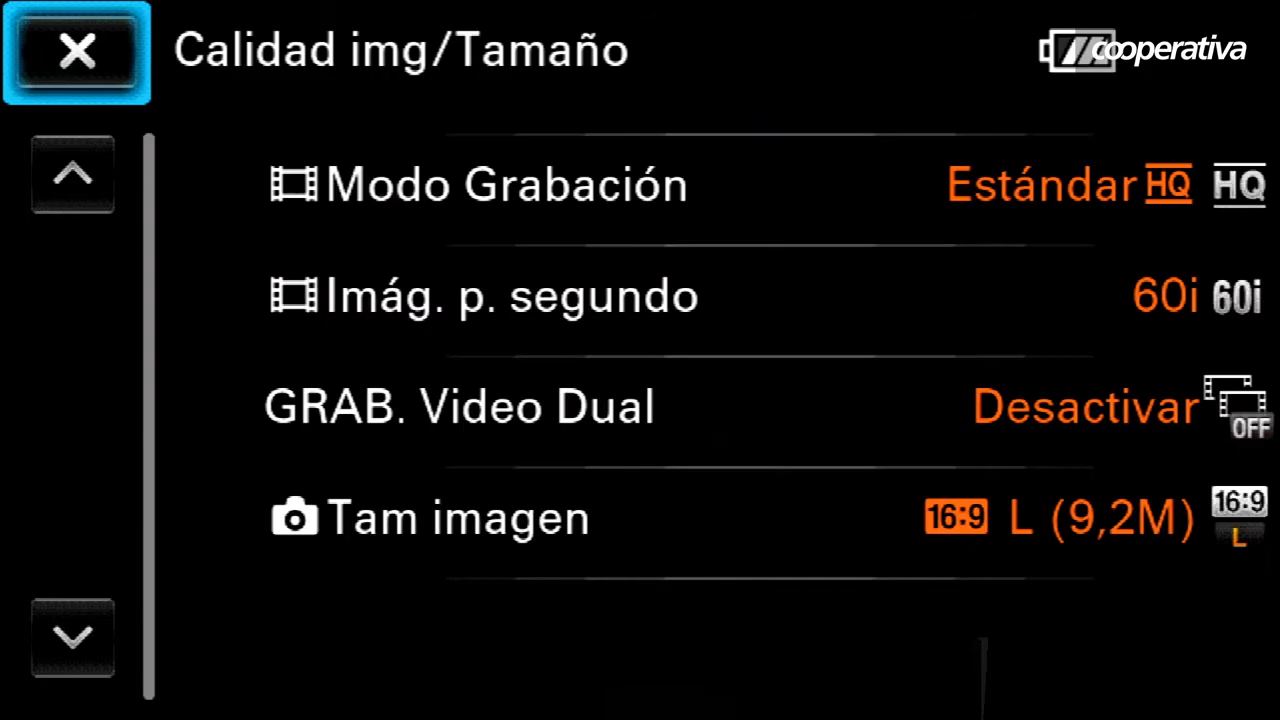 Calidad img/Tamaño
cooperativa
Modo Grabación Estándar HQ HQ
Imág. p. segundo 60i 60i
GRAB. Video Dual Desactivar OFF
Tam imagen 16:9 L (9,2M) 16:9 L